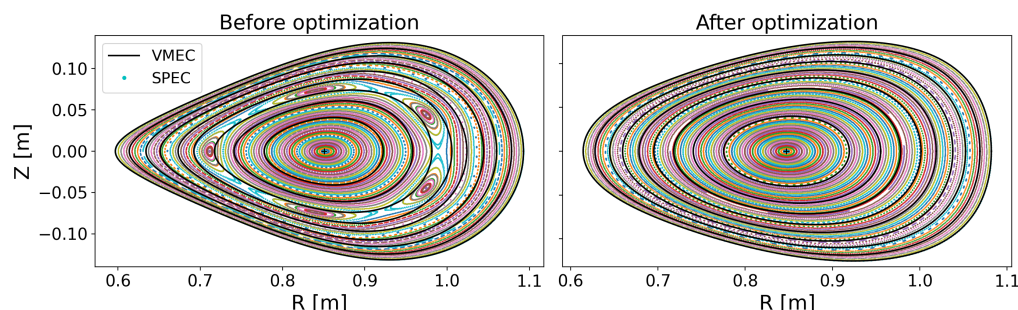 Before optimization
After optimization
VMEC
SPEC
Z [m]
0.10
0.05
0.00
−0.05
−0.10
0.6 0.7 0.8 0.9 1.0 1.1
0.6 0.7 0.8 0.9 1.0 1.1
R [m]
R [m]